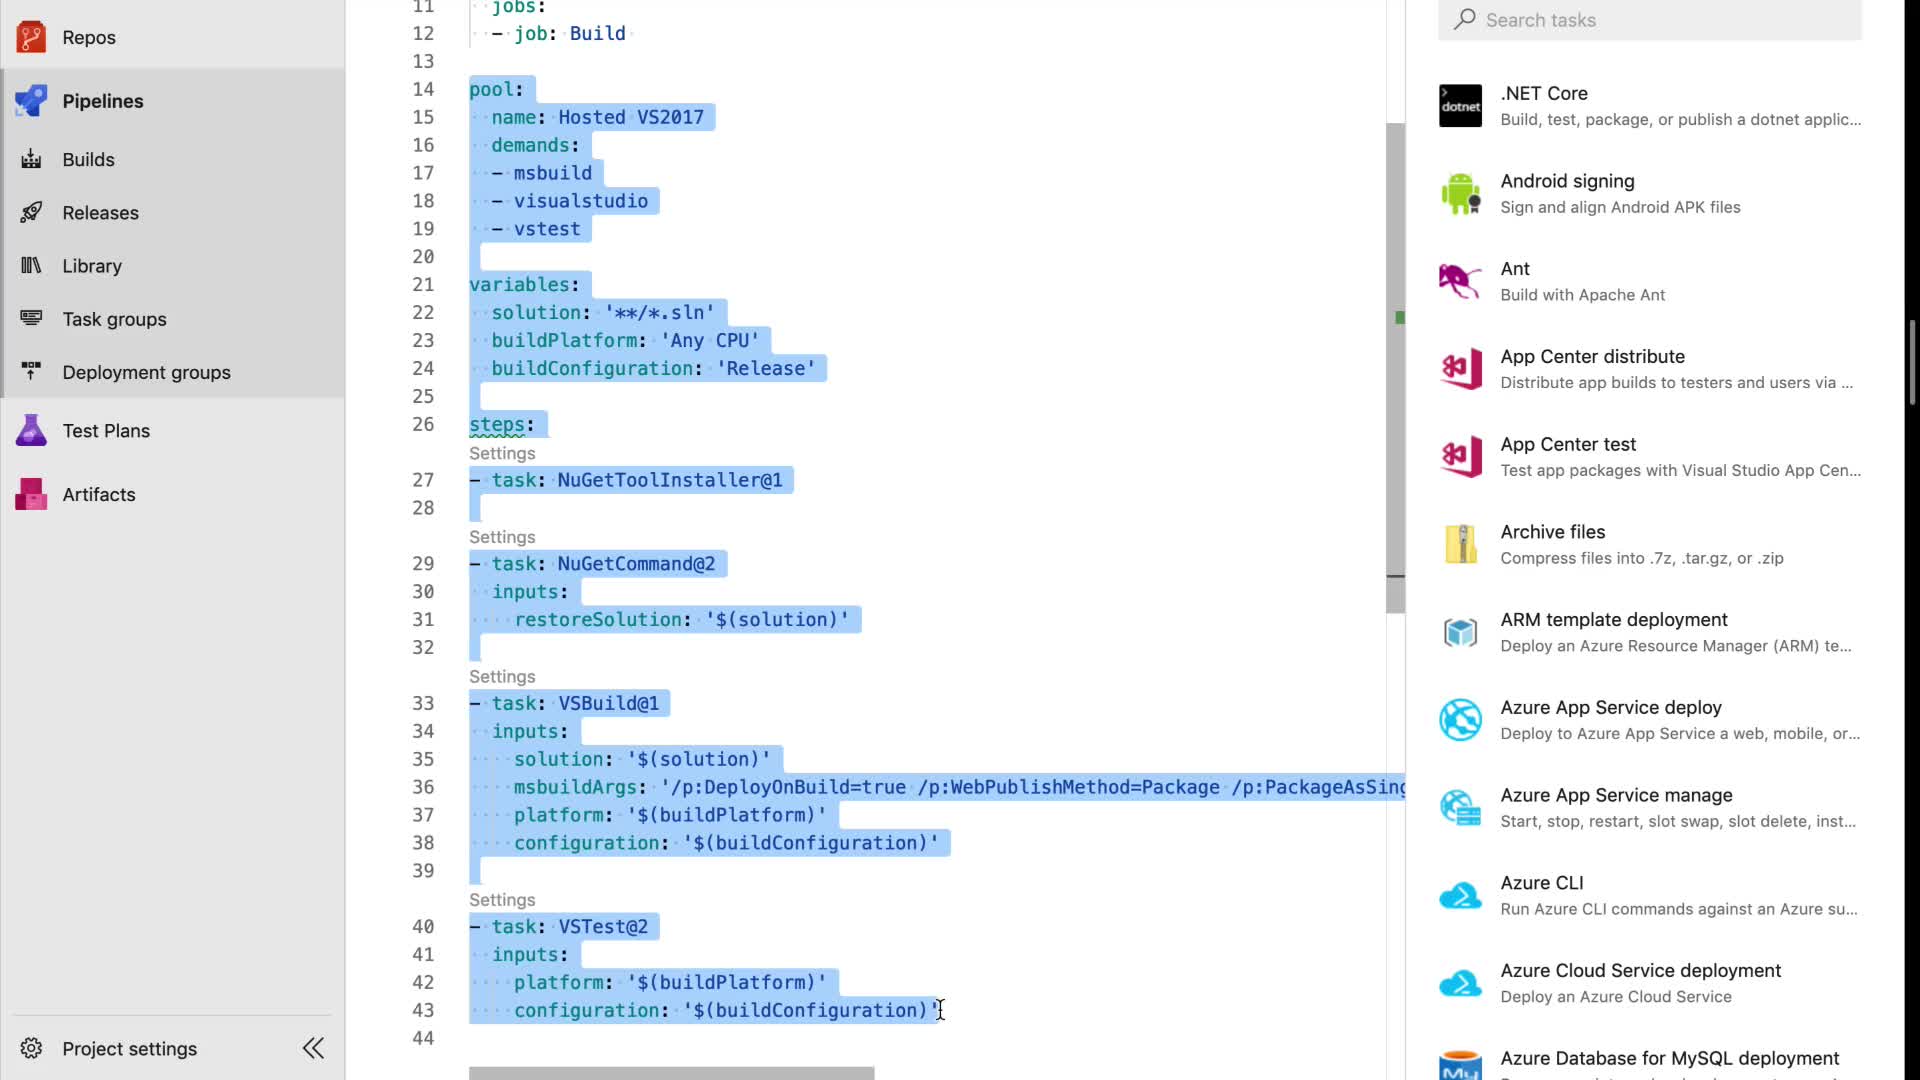 Repos
Pipelines
Builds
Releases
Library
Task groups
Deployment groups
Test Plans
Artifacts
Project settings
11 jobs:
12 - job: Build
13
14 pool:
15 name: Hosted VS2017
16 demands:
17 - msbuild
18 - visualstudio
19 - vstest
20
21 variables:
22 solution: '**/*.sln'
23 buildPlatform: 'Any CPU'
24 buildConfiguration: 'Release'
25
26 steps:
Settings
27 - task: NuGetToolInstaller@1
28
Settings
29 - task: NuGetCommand@2
30 inputs:
31 restoreSolution: '$(solution)'
32
Settings
33 - task: VSBuild@1
34 inputs:
35 solution: '$(solution)'
36 msbuildArgs: '/p:DeployOnBuild=true /p:WebPublishMethod=Package /p:PackageAsSing
37 platform: '$(buildPlatform)'
38 configuration: '$(buildConfiguration)'
39
Settings
40 - task: VSTest@2
41 inputs:
42 platform: '$(buildPlatform)'
43 configuration: '$(buildConfiguration)'
44
Search tasks
dotnet
.NET Core
Build, test, package, or publish a dotnet applic...
Android signing
Sign and align Android APK files
Ant
Build with Apache Ant
App Center distribute
Distribute app builds to testers and users via ...
App Center test
Test app packages with Visual Studio App Cen...
Archive files
Compress files into .7z, .tar.gz, or .zip
ARM template deployment
Deploy an Azure Resource Manager (ARM) te...
Azure App Service deploy
Deploy to Azure App Service a web, mobile, or...
Azure App Service manage
Start, stop, restart, slot swap, slot delete, inst...
Azure CLI
Run Azure CLI commands against an Azure su...
Azure Cloud Service deployment
Deploy an Azure Cloud Service
My
Azure Database for MySQL deployment